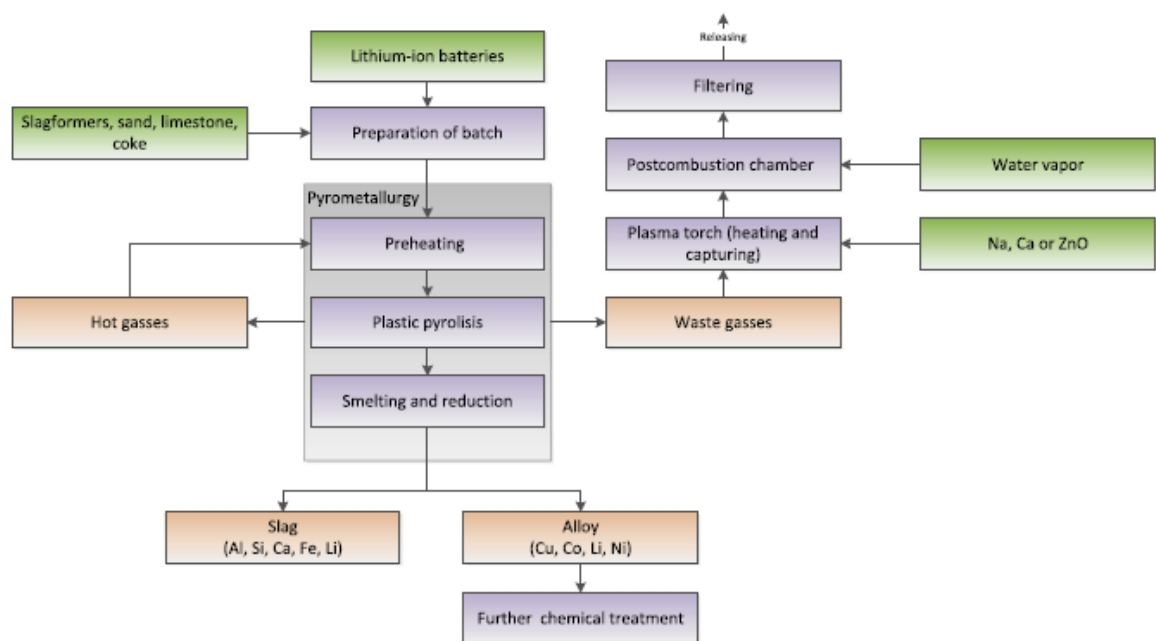 Releasing
Lithium-ion batteries
Filtering
Slagformers, sand, limestone,
coke
Preparation of batch
Postcombustion chamber
Water vapor
Pyrometallurgy
Preheating
Plasma torch (heating and
capturing)
Na, Ca or ZnO
Hot gasses
Plastic pyrolisis
Waste gasses
Smelting and reduction
Slag
(Al, Si, Ca, Fe, Li)
Alloy
(Cu, Co, Li, Ni)
Further chemical treatment